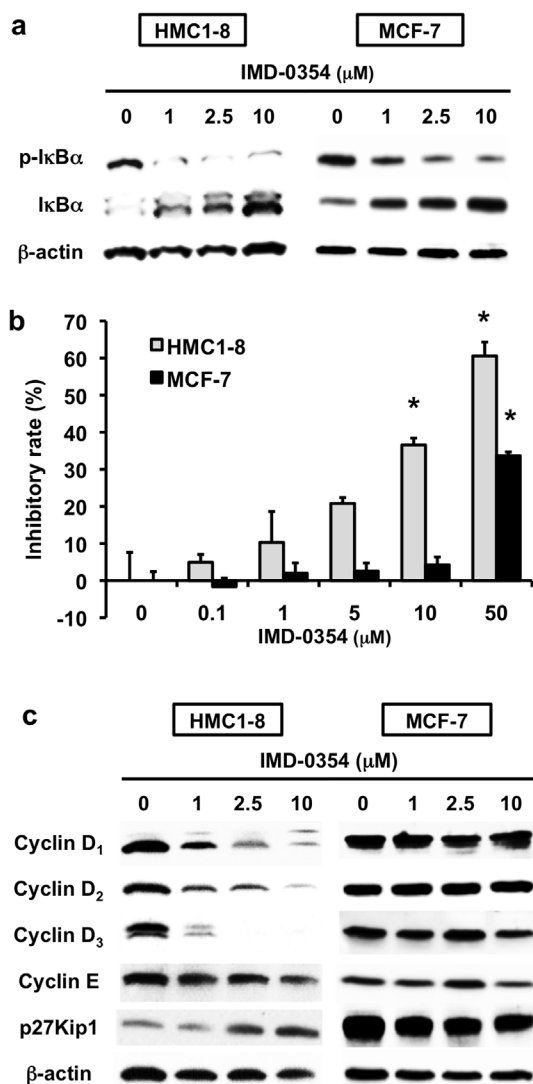 a
HMC1-8 MCF-7
IMD-0354 (μM)
0 1 2.5 10 0 1 2.5 10
p-IκBα
IκBα
β-actin
b
70
60
50
40
30
20
10
0
-10
Inhibitory rate (%)
HMC1-8
MCF-7
*
*
*
0 0.1 1 5 10 50
IMD-0354 (μM)
c
HMC1-8 MCF-7
IMD-0354 (μM)
0 1 2.5 10 0 1 2.5 10
Cyclin D₁
Cyclin D₂
Cyclin D₃
Cyclin E
p27Kip1
β-actin